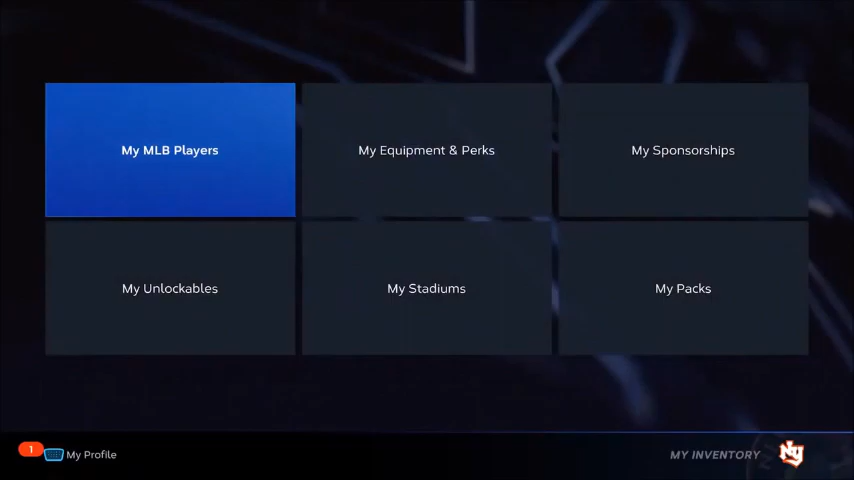 My MLB Players
My Equipment & Perks
My Sponsorships
My Unlockables
My Stadiums
My Packs
1
My Profile
MY INVENTORY
NY